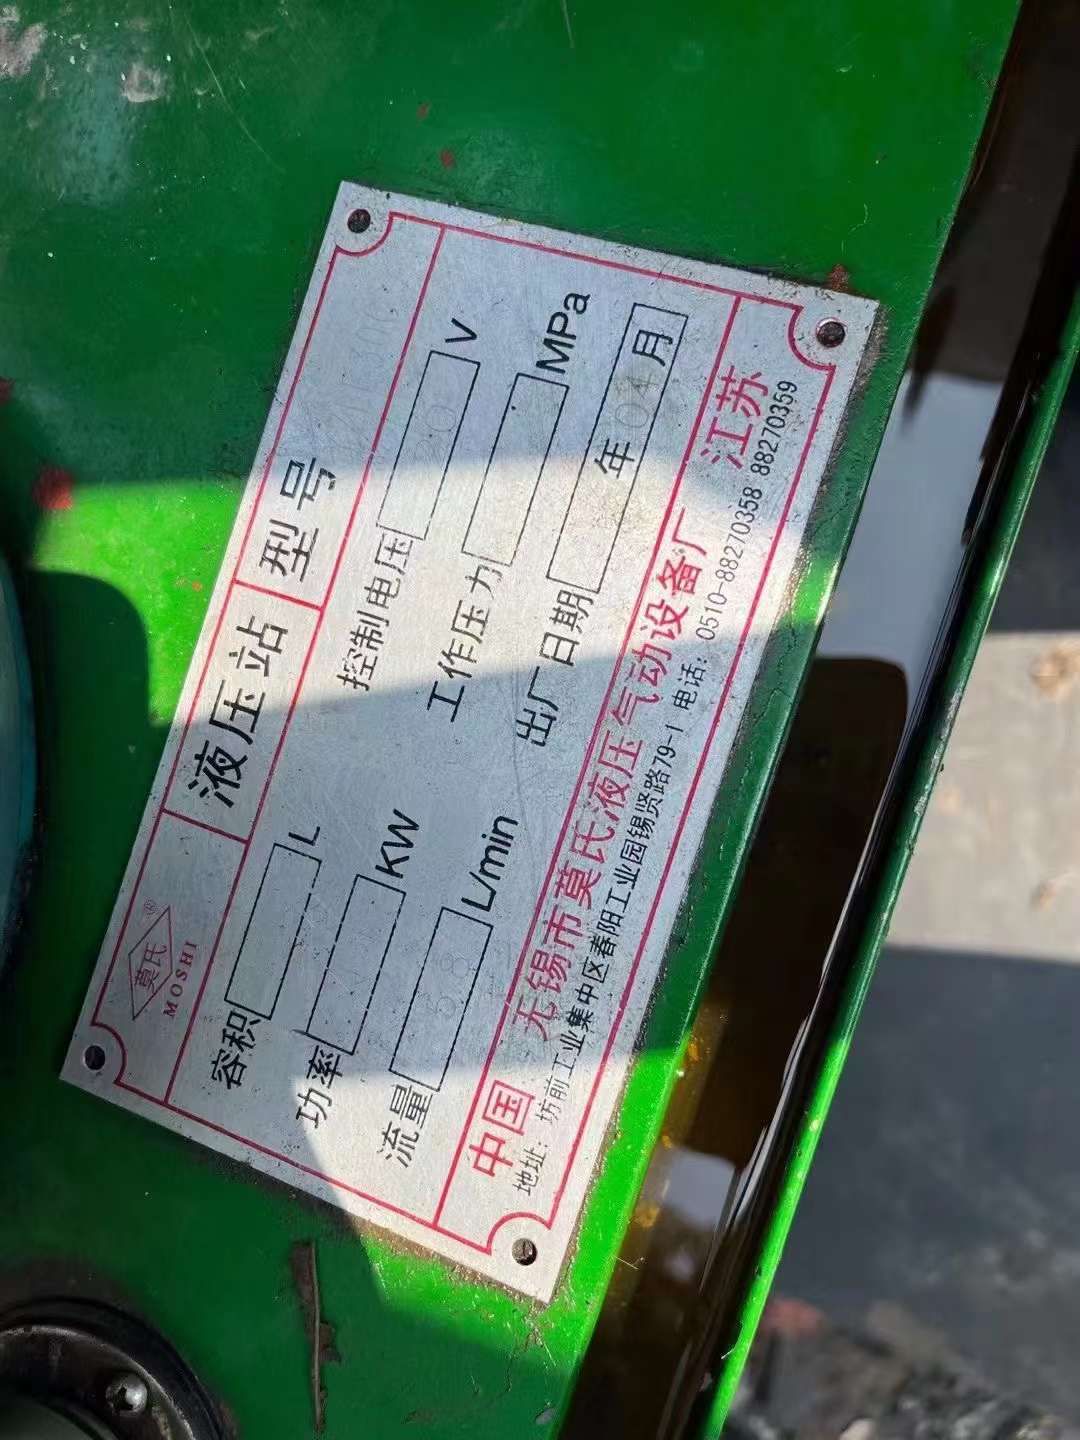 莫氏 ®
MOSHI
液压站 型号
容积 L 控制电压 V
功率 KW 工作压力 MPa
流量 L/min 出厂日期 年 04 月
中国 无锡市莫氏液压气动设备厂 江苏
地址：坊前工业集中区春阳工业园锡贤路79-1 电话：0510-88270358 88270359